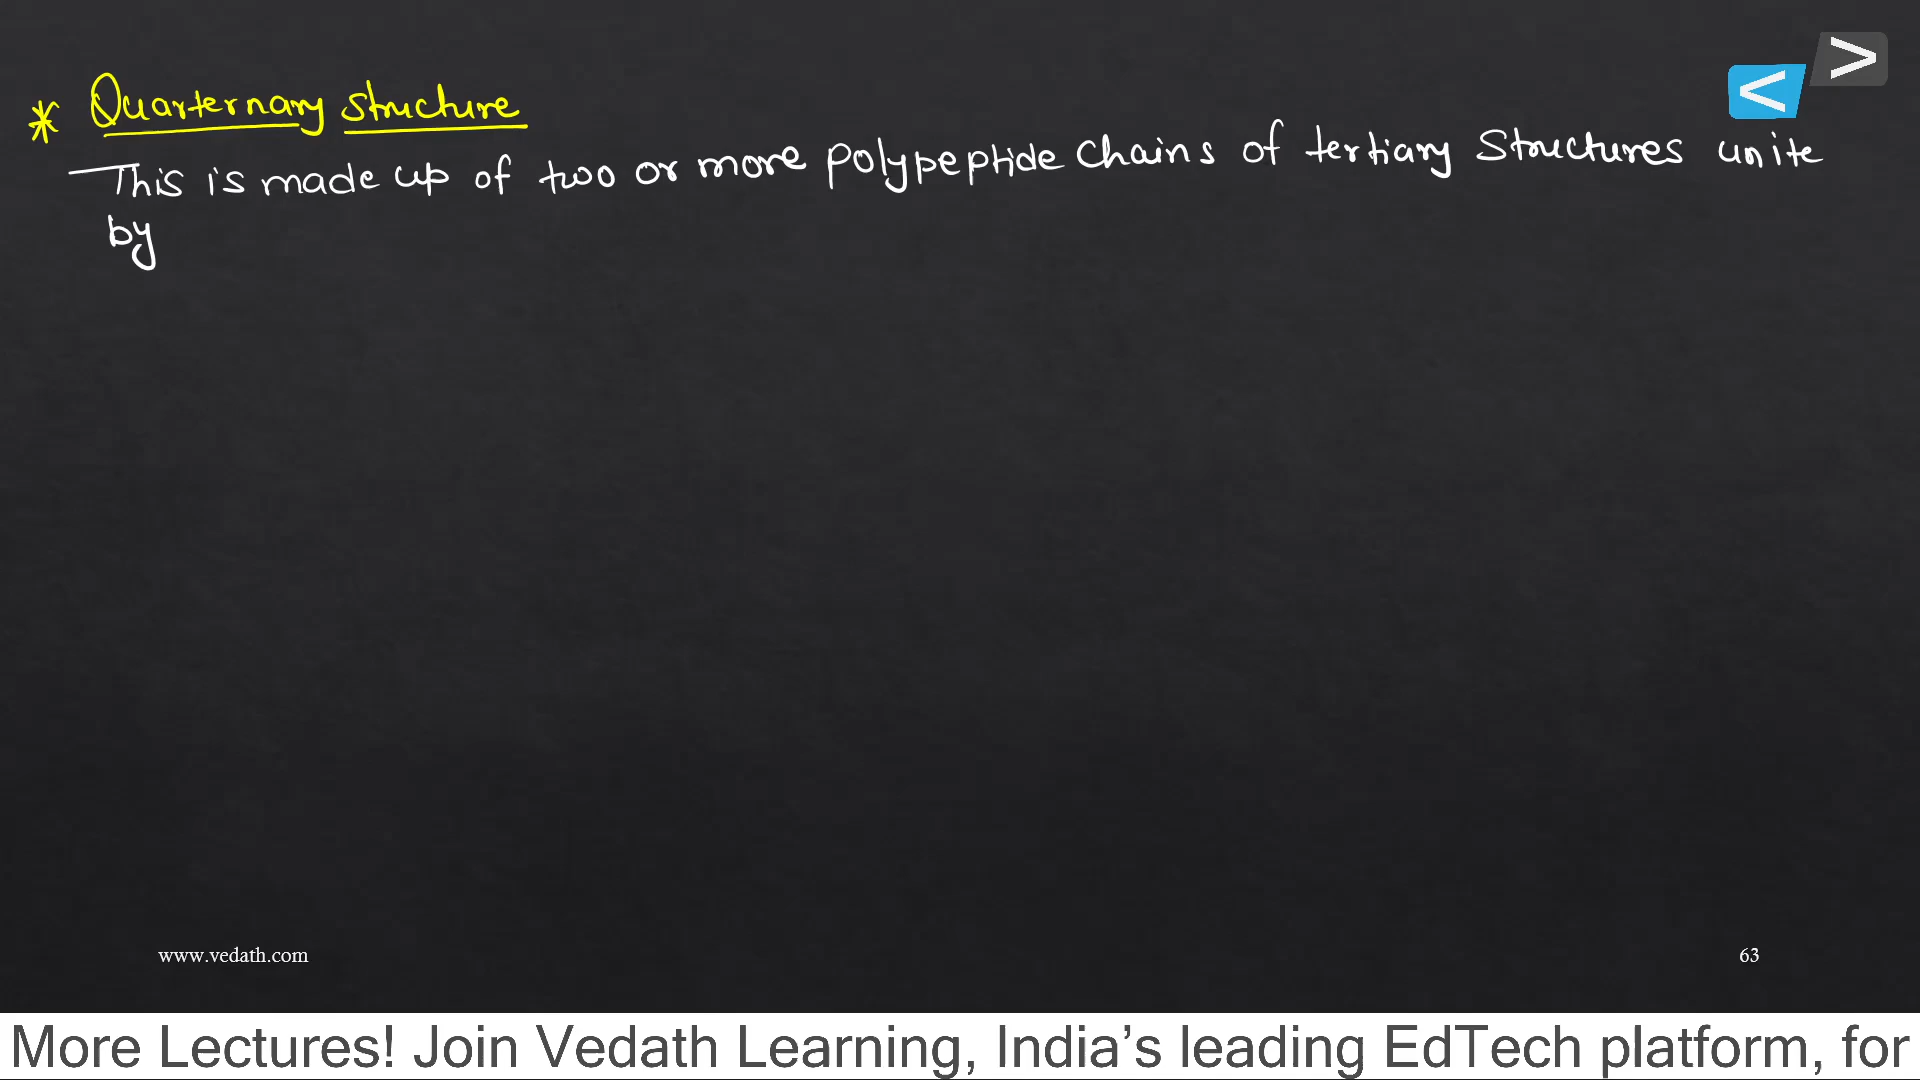 < >
* Quarternary structure
This is made up of two or more polypeptide chains of tertiary structures unite
by
www.vedath.com
63
More Lectures! Join Vedath Learning, India’s leading EdTech platform, for